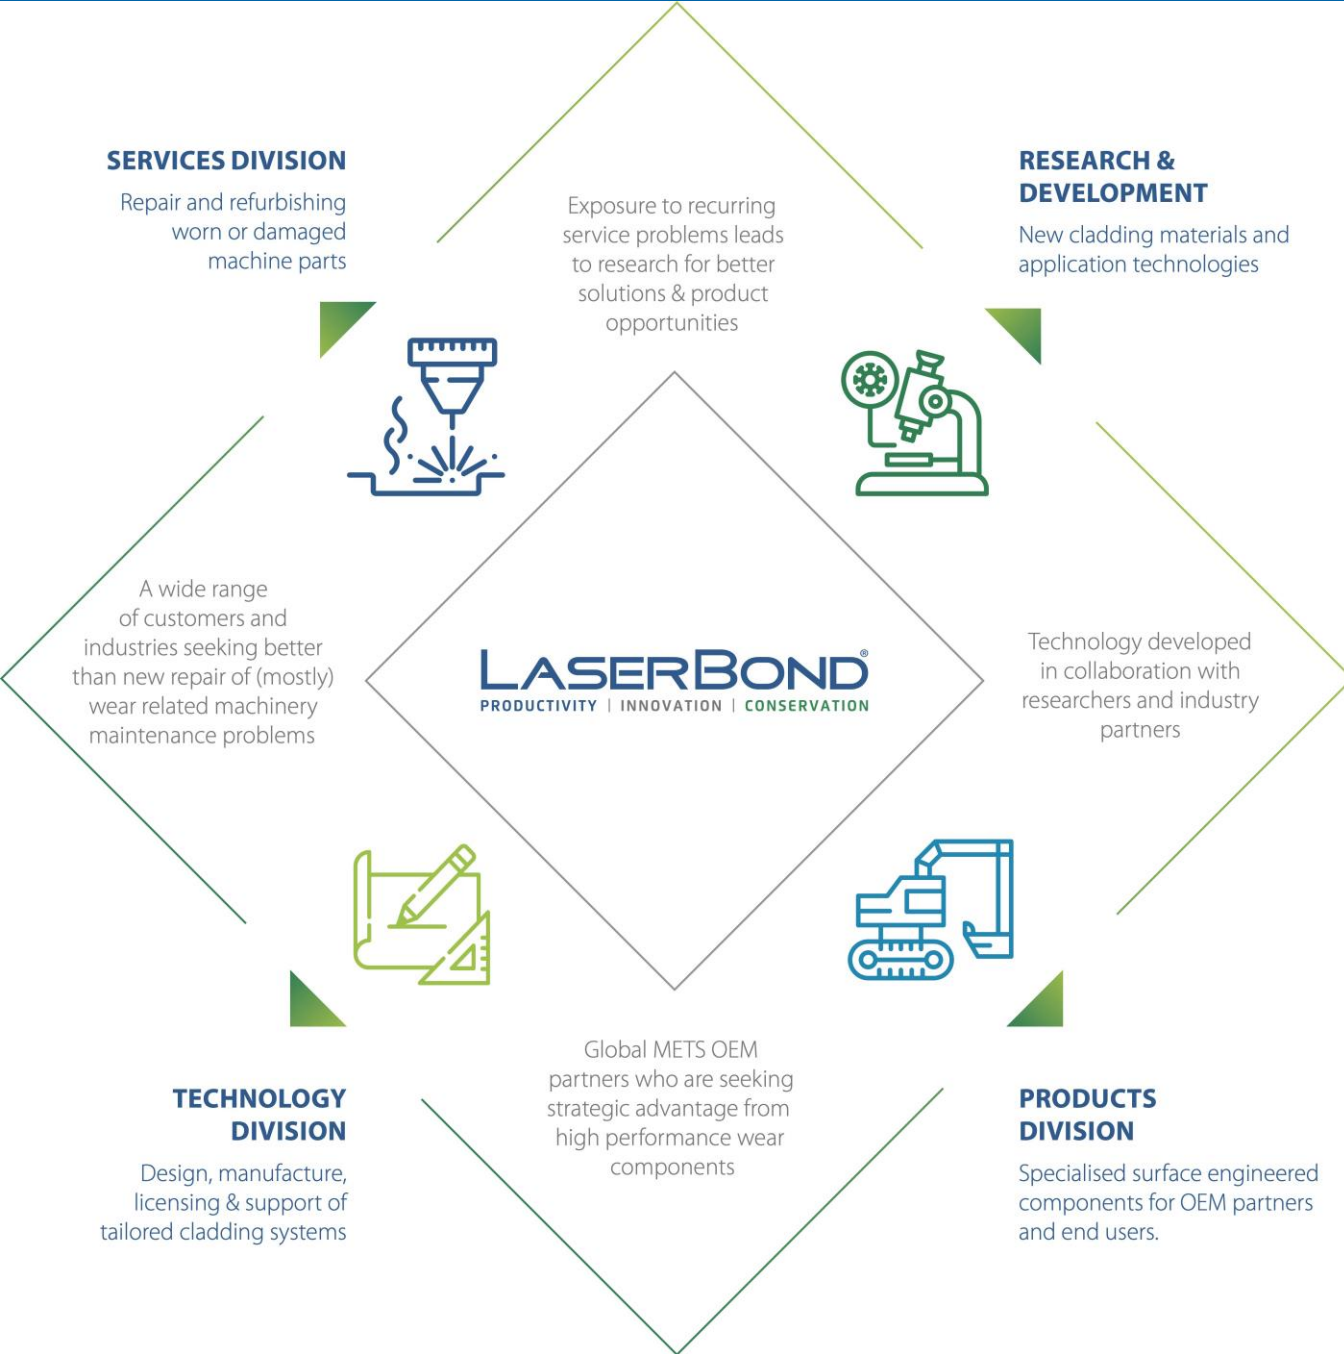 SERVICES DIVISION
Repair and refurbishing
worn or damaged
machine parts
Exposure to recurring
service problems leads
to research for better
solutions & product
opportunities
RESEARCH &
DEVELOPMENT
New cladding materials and
application technologies
A wide range
of customers and
industries seeking better
than new repair of (mostly)
wear related machinery
maintenance problems
LASERBOND®
PRODUCTIVITY | INNOVATION | CONSERVATION
Technology developed
in collaboration with
researchers and industry
partners
TECHNOLOGY
DIVISION
Design, manufacture,
licensing & support of
tailored cladding systems
Global METS OEM
partners who are seeking
strategic advantage from
high performance wear
components
PRODUCTS
DIVISION
Specialised surface engineered
components for OEM partners
and end users.